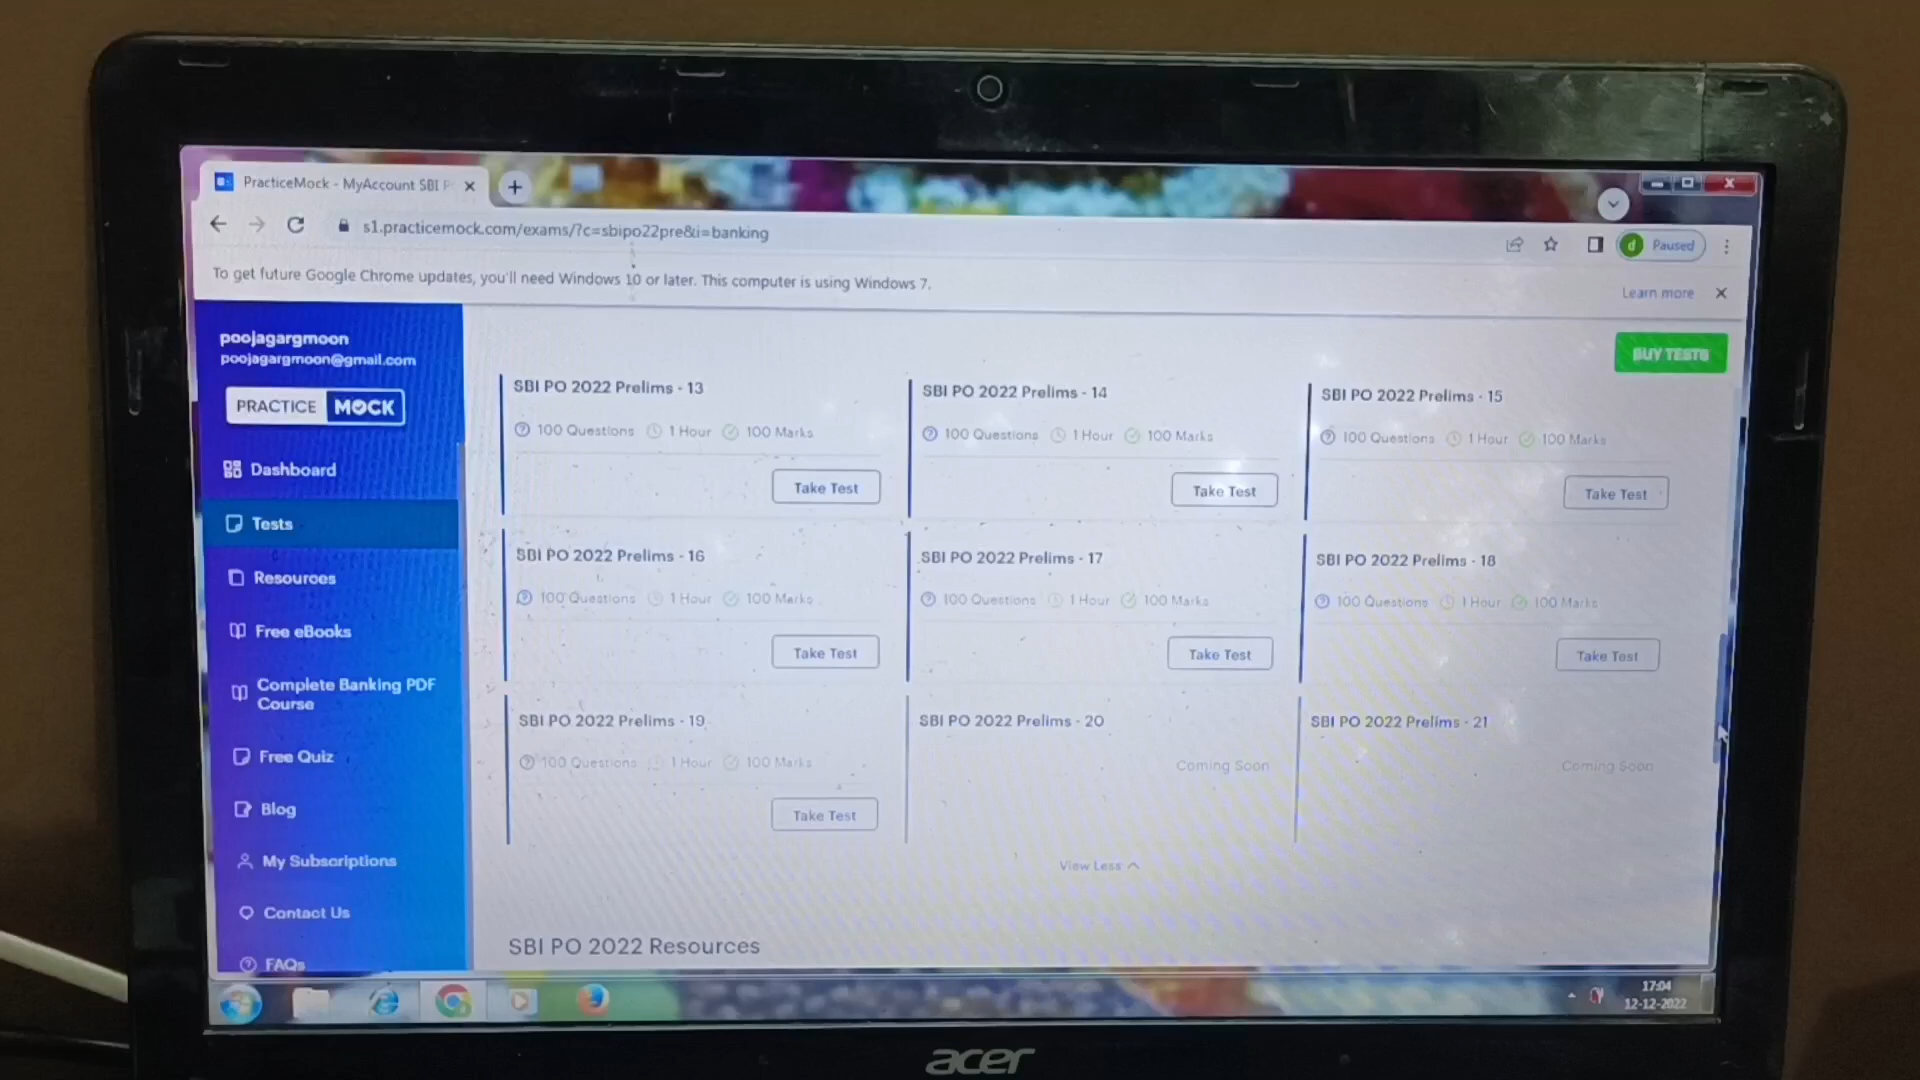 PracticeMock - MyAccount SBI P
s1.practicemock.com/exams/?c=sbipo22pre&i=banking
d Paused
To get future Google Chrome updates, you'll need Windows 10 or later. This computer is using Windows 7.
Learn more
poojagargmoon
poojagargmoon@gmail.com
PRACTICE MOCK
Dashboard
Tests
Resources
Free eBooks
Complete Banking PDF
Course
Free Quiz
Blog
My Subscriptions
Contact Us
FAQs
BUY TESTS
SBI PO 2022 Prelims - 13
100 Questions 1 Hour 100 Marks
Take Test
SBI PO 2022 Prelims - 14
100 Questions 1 Hour 100 Marks
Take Test
SBI PO 2022 Prelims - 15
100 Questions 1 Hour 100 Marks
Take Test
SBI PO 2022 Prelims - 16
100 Questions 1 Hour 100 Marks
Take Test
SBI PO 2022 Prelims - 17
100 Questions 1 Hour 100 Marks
Take Test
SBI PO 2022 Prelims - 18
100 Questions 1 Hour 100 Marks
Take Test
SBI PO 2022 Prelims - 19
100 Questions 1 Hour 100 Marks
Take Test
SBI PO 2022 Prelims - 20
Coming Soon
SBI PO 2022 Prelims - 21
Coming Soon
View Less
SBI PO 2022 Resources
17:04
12-12-2022
acer